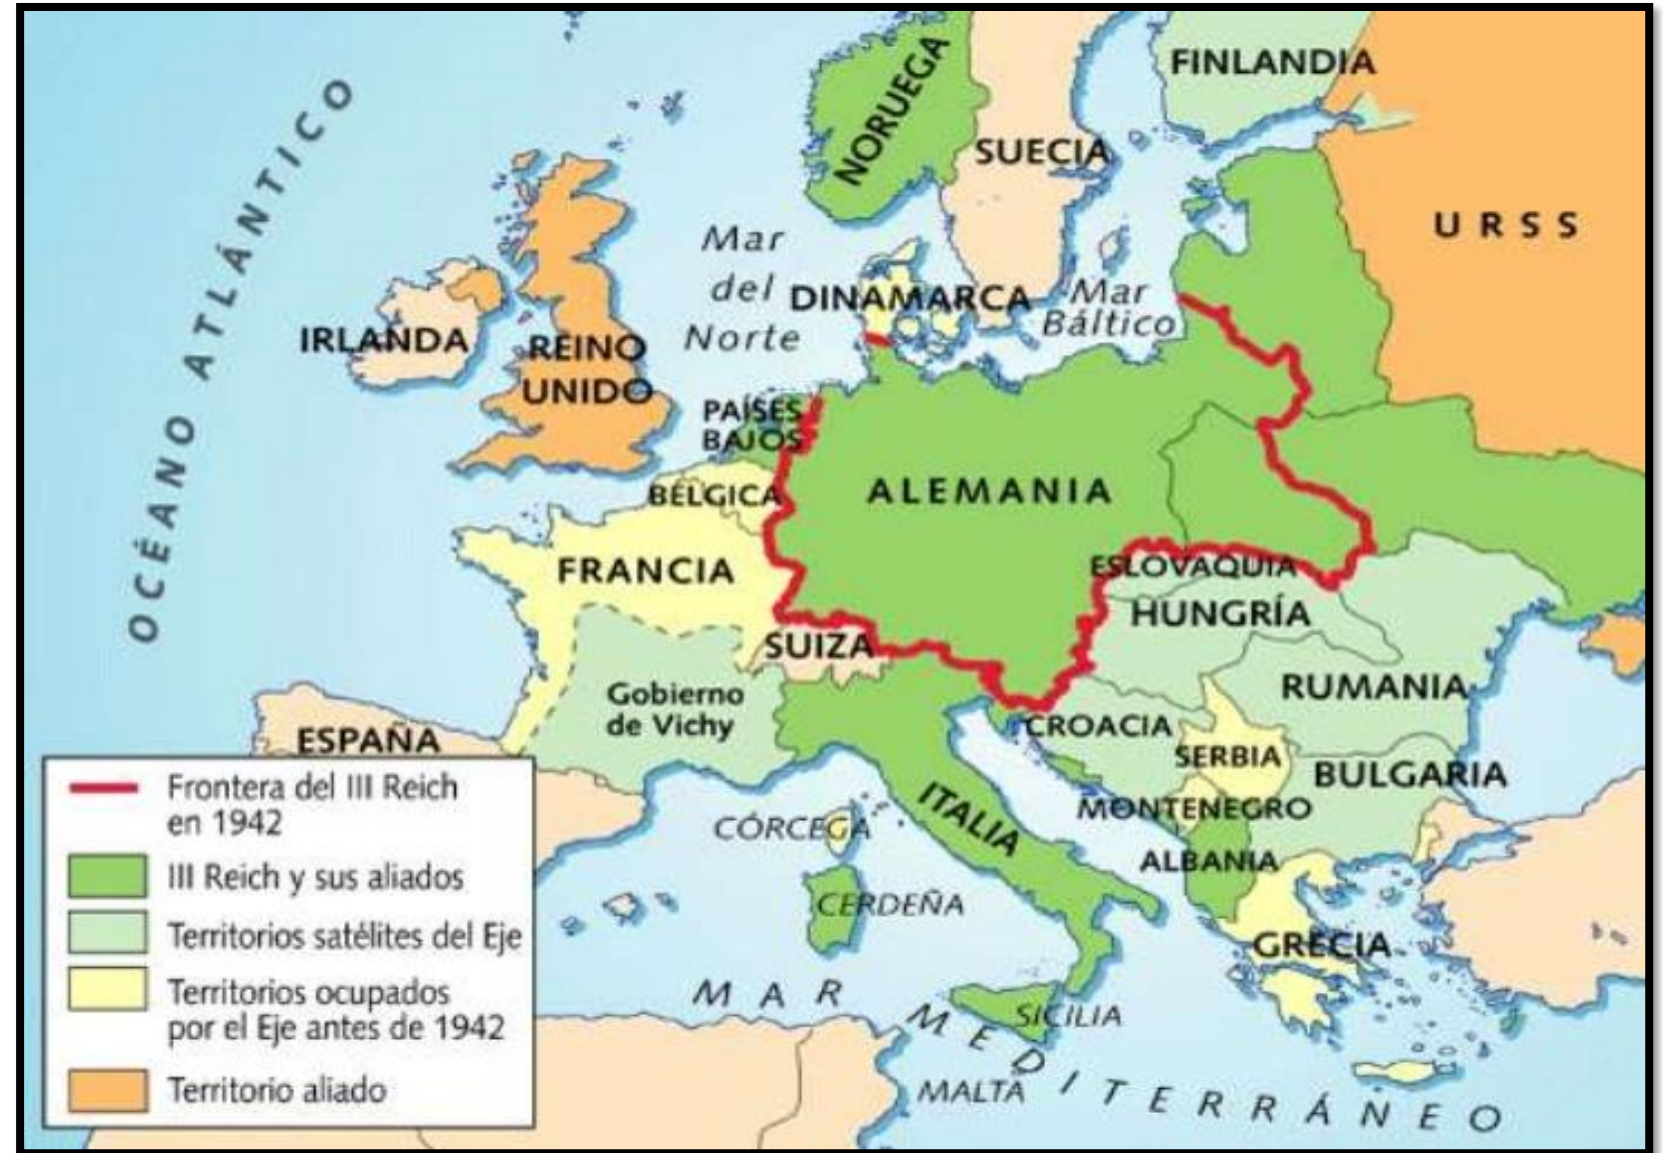 FINLANDIA
NORUEGA
SUECIA
URSS
OCÉANO ATLÁNTICO
Mar
del
Norte
DINAMARCA
Mar
Báltico
IRLANDA
REINO
UNIDO
PAÍSES
BAJOS
BÉLGICA
ALEMANIA
FRANCIA
ESLOVAQUIA
HUNGRÍA
SUIZA
Gobierno
de Vichy
RUMANIA
CROACIA
ESPAÑA
SERBIA
BULGARIA
MONTENEGRO
ITALIA
CÓRCEGA
ALBANIA
CERDEÑA
GRECIA
SICILIA
MAR MEDITERRÁNEO
MALTA
Frontera del III Reich
en 1942
III Reich y sus aliados
Territorios satélites del Eje
Territorios ocupados
por el Eje antes de 1942
Territorio aliado